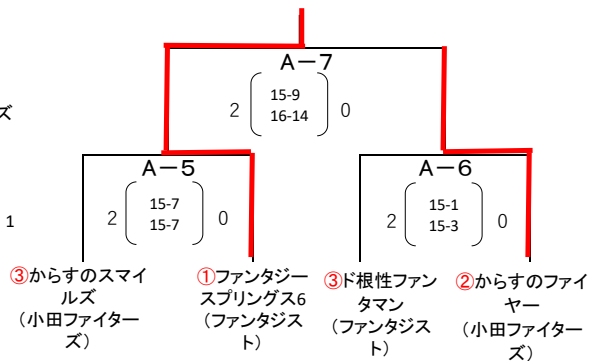 A－7
15-9
16-14
2
0
ズ
A－5
15-7
15-7
2
0
A－6
15-1
15-3
2
0
1
③からすのスマイ
ルズ
（小田ファイター
ズ）
①ファンタジー
スプリングス6
（ファンタジス
ト）
③ド根性ファン
タマン
（ファンタジス
ト）
②からすのファイ
ヤー
（小田ファイター
ズ）